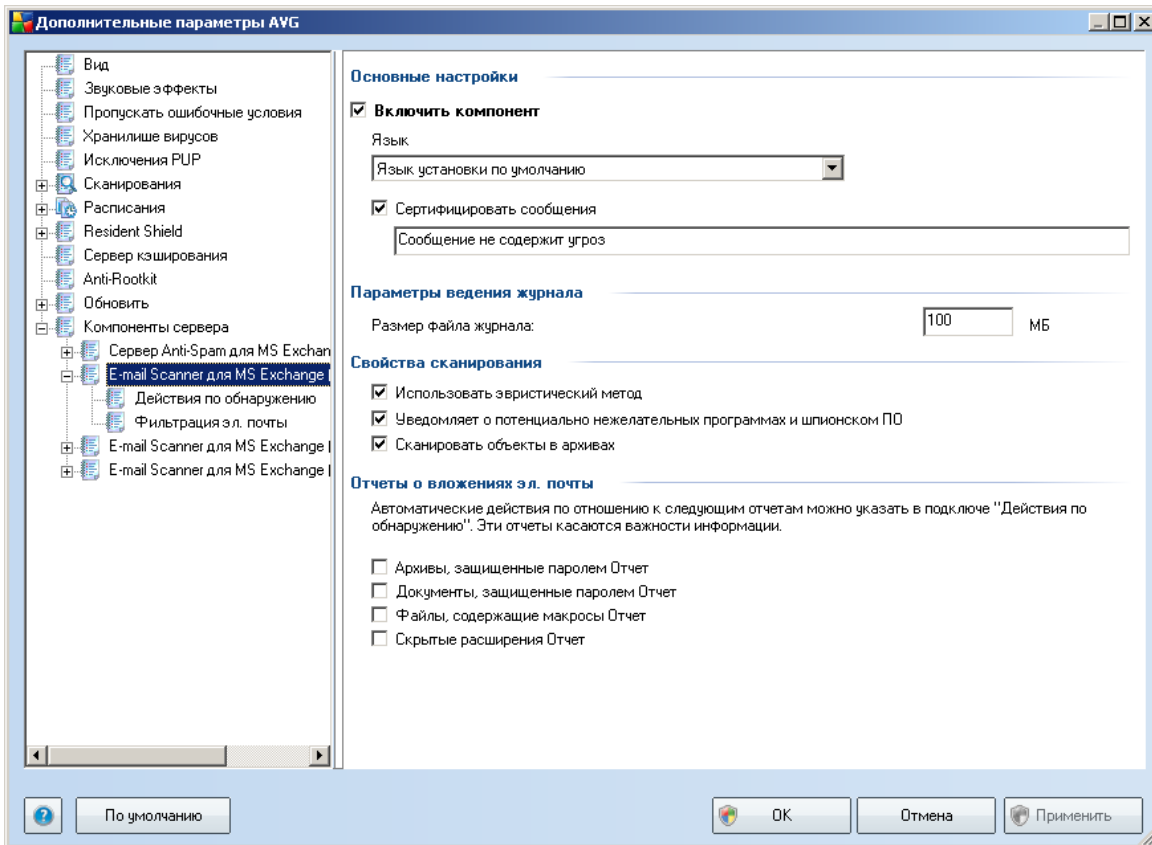 Дополнительные параметры AVG
Вид
Звуковые эффекты
Пропускать ошибочные условия
Хранилише вирусов
Исключения PUP
Сканирования
Расписания
Resident Shield
Сервер кэширования
Anti-Rootkit
Обновить
Компоненты сервера
Сервер Anti-Spam для MS Exchan
E-mail Scanner для MS Exchange
Действия по обнаружению
Фильтрация эл. почты
E-mail Scanner для MS Exchange
E-mail Scanner для MS Exchange
Основные настройки
Включить компонент
Язык
Язык установки по умолчанию
Сертифицировать сообщения
Сообщение не содержит угроз
Параметры ведения журнала
Размер файла журнала: 100 МБ
Свойства сканирования
Использовать эвристический метод
Уведомляет о потенциально нежелательных программах и шпионском ПО
Сканировать объекты в архивах
Отчеты о вложениях эл. почты
Автоматические действия по отношению к следующим отчетам можно указать в подключе "Действия по
обнаружению". Эти отчеты касаются важности информации.
Архивы, защищенные паролем Отчет
Документы, защищенные паролем Отчет
Файлы, содержащие макросы Отчет
Скрытые расширения Отчет
По умолчанию
OK
Отмена
Применить